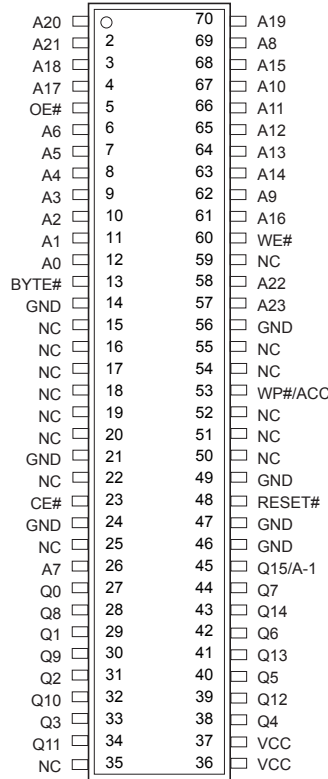 A20 70 A19
A21 2 69 A8
A18 3 68 A15
A17 4 67 A10
OE# 5 66 A11
A6 6 65 A12
A5 7 64 A13
A4 8 63 A14
A3 9 62 A9
A2 10 61 A16
A1 11 60 WE#
A0 12 59 NC
BYTE# 13 58 A22
GND 14 57 A23
NC 15 56 GND
NC 16 55 NC
NC 17 54 NC
NC 18 53 WP#/ACC
NC 19 52 NC
NC 20 51 NC
GND 21 50 NC
NC 22 49 GND
CE# 23 48 RESET#
GND 24 47 GND
NC 25 46 GND
A7 26 45 Q15/A-1
Q0 27 44 Q7
Q8 28 43 Q14
Q1 29 42 Q6
Q9 30 41 Q13
Q2 31 40 Q5
Q10 32 39 Q12
Q3 33 38 Q4
Q11 34 37 VCC
NC 35 36 VCC